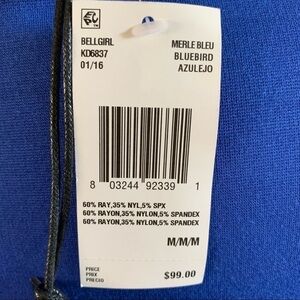 BELLGIRL MERLE BLEU
KD6837 BLUEBIRD
01/16 AZULEJO
8 03244 92339 1
60% RAY,35% NYL,5% SPX
60% RAYON,35% NYLON,5% SPANDEX
60% RAYON,35% NYLON,5% SPANDEX
M/M/M
PRICE
PRIX
PRECIO
$99.00